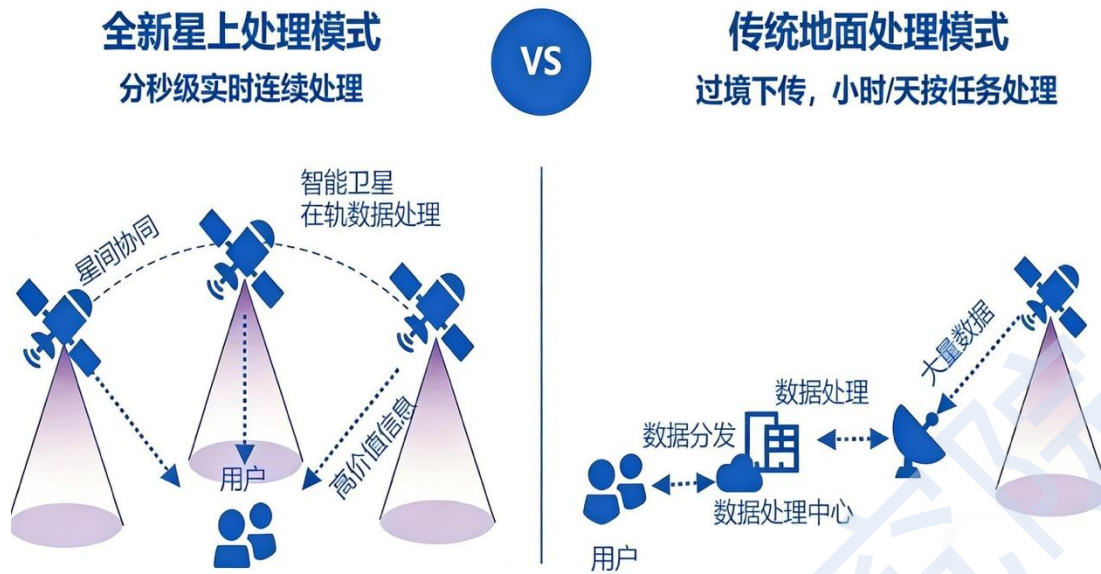 全新星上处理模式
分秒级实时连续处理
VS
传统地面处理模式
过境下传，小时/天按任务处理
智能卫星
在轨数据处理
星间协同
高价值信息
用户
大量数据
数据处理
数据分发
数据处理中心
用户